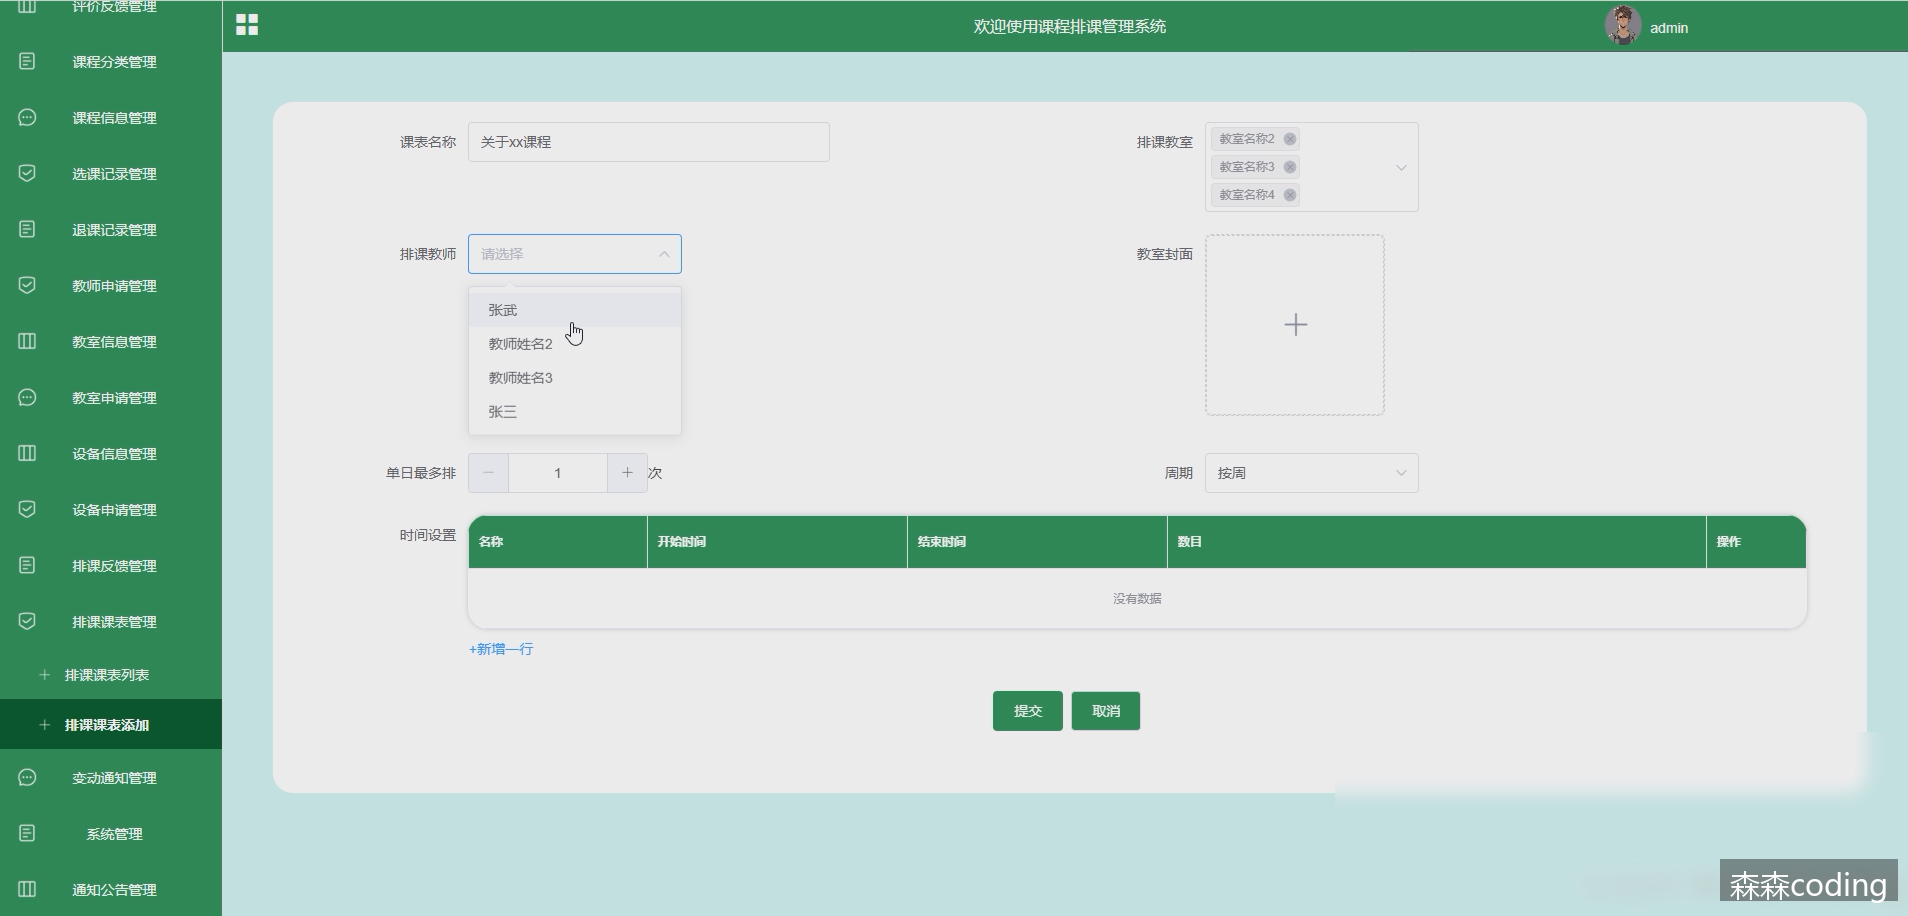 评价反馈管理
课程分类管理
课程信息管理
选课记录管理
退课记录管理
教师申请管理
教室信息管理
教室申请管理
设备信息管理
设备申请管理
排课反馈管理
排课课表管理
排课课表列表
排课课表添加
变动通知管理
系统管理
通知公告管理
欢迎使用课程排课管理系统
admin
课表名称 关于xx课程
排课教室 教室名称2
教室名称3
教室名称4
排课教师 请选择
张武
教师姓名2
教师姓名3
张三
教室封面
单日最多排 1 次
周期 按周
时间设置
名称 开始时间 结束时间 数目 操作
没有数据
+新增一行
提交 取消
森森coding